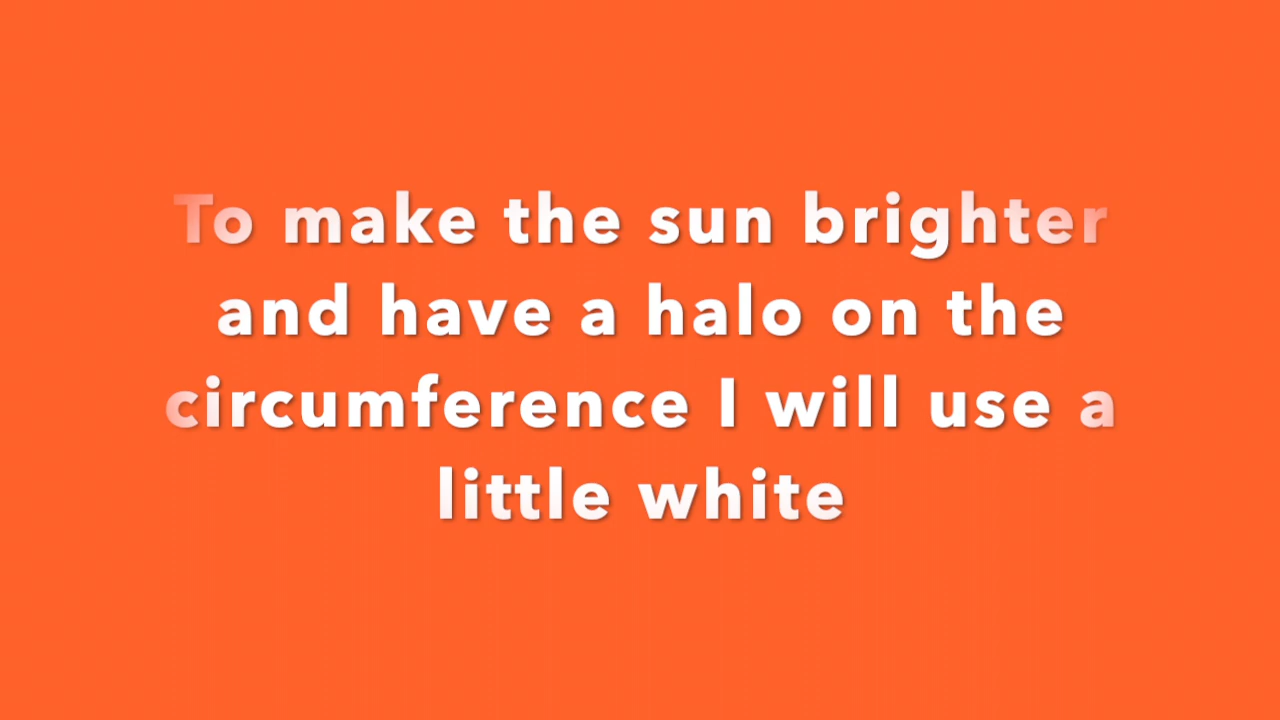 To make the sun brighter
and have a halo on the
circumference I will use a
little white